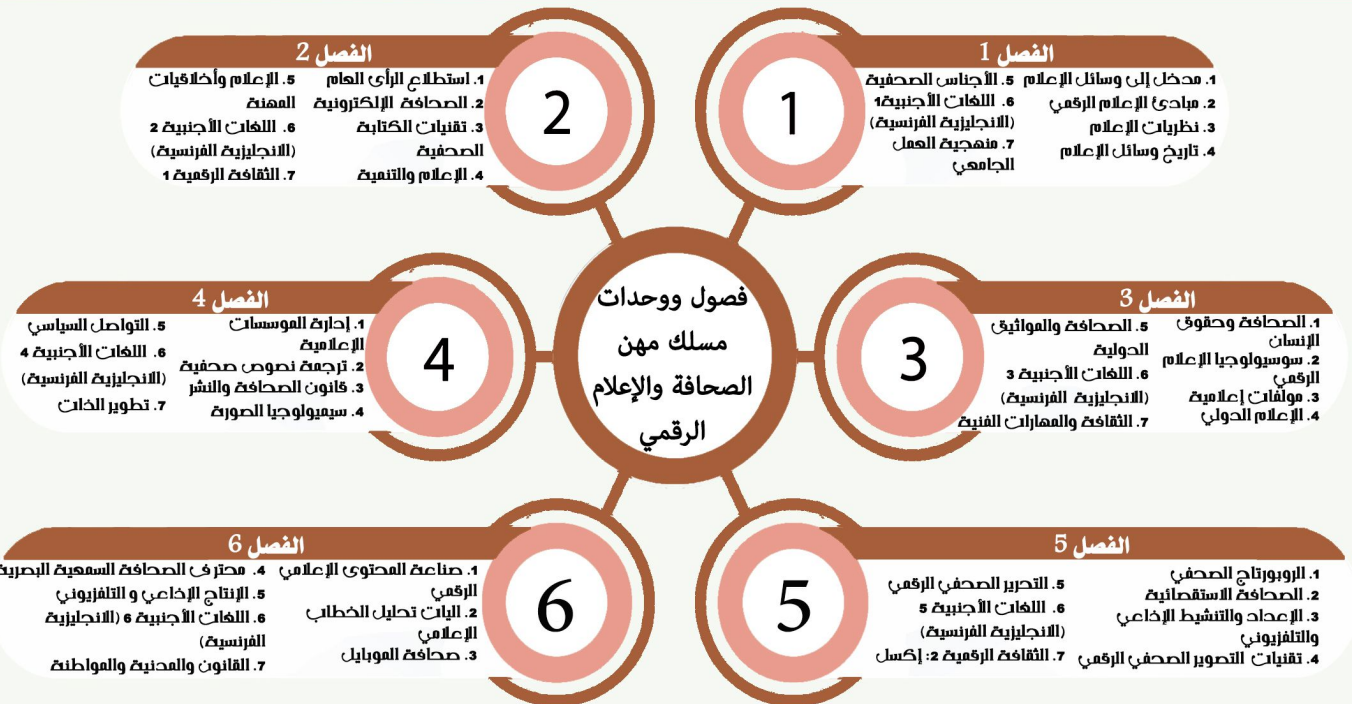 فصول ووحدات
مسلك مهن
الصحافة والإعلام
الرقمي
1
الفصل 1
1. مدخل إلى وسائل الإعلام
2. مبادئ الإعلام الرقمي
3. نظريات الإعلام
4. تاريخ وسائل الإعلام
5. الأجناس الصحفية
6. اللغات الأجنبية1
(الانجليزية الفرنسية)
7. منهجية العمل
الجامعي
2
الفصل 2
1. استطلاع الرأي العام
2. الصحافة الإلكترونية
3. تقنيات الكتابة
الصحفية
4. الإعلام والتنمية
5. الإعلام وأخلاقيات
المهنة
6. اللغات الأجنبية 2
(الانجليزية الفرنسية)
7. الثقافة الرقمية 1
3
الفصل 3
1. الصحافة وحقوق
الإنسان
2. سوسيولوجيا الإعلام
الرقمي
3. مولفات إعلامية
4. الإعلام الدولي
5. الصحافة والمواثيق
الدولية
6. اللغات الأجنبية 3
(الانجليزية الفرنسية)
7. الثقافة والمهارات الفنية
4
الفصل 4
1. إدارة الموسسات
الإعلامية
2. ترجمة نصوص صحفية
3. قانون الصحافة والنشر
4. سيميولوجيا الصورة
5. التواصل السياسي
6. اللغات الأجنبية 4
(الانجليزية الفرنسية)
7. تطوير الذات
5
الفصل 5
1. الروبورتاج الصحفي
2. الصحافة الاستقصائية
3. الإعداد والتنشيط الإذاعي
والتلفزيوني
4. تقنيات التصوير الصحفي الرقمي
5. التحرير الصحفي الرقمي
6. اللغات الأجنبية 5
(الانجليزية الفرنسية)
7. الثقافة الرقمية 2: إكسل
6
الفصل 6
1. صناعة المحتوى الإعلامي
الرقمي
2. اليات تحليل الخطاب
الإعلامي
3. صحافة الموبايل
4. محترف الصحافة السمعية البصرية
5. الإنتاج الإذاعي و التلفزيوني
6. اللغات الأجنبية 6 (الانجليزية
الفرنسية)
7. القانون والمدنية والمواطنة